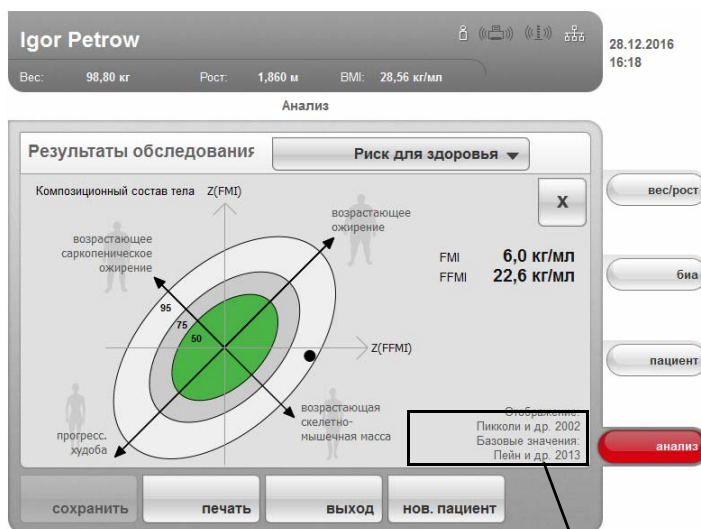 Igor Petrow
28.12.2016
16:18
Вес: 98,80 кг Рост: 1,860 м BMI: 28,56 кг/мл
Анализ
Результаты обследования
Риск для здоровья
Композиционный состав тела Z(FMI)
X
вес/рост
возрастающее
ожирение
возрастающее
саркопеническое
ожирение
FMI 6,0 кг/мл
FFMI 22,6 кг/мл
биа
95
75
50
Z(FFMI)
пациент
возрастающая
скелетно-
мышечная масса
прогресс.
худоба
Отображение:
Пикколи и др. 2002
Базовые значения:
Пейн и др. 2013
анализ
сохранить
печать
выход
нов. пациент